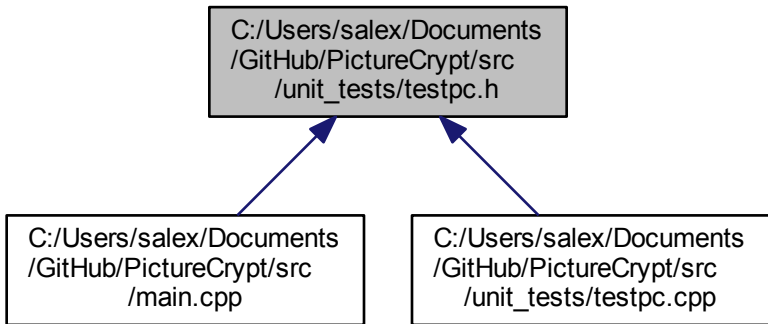 C:/Users/salex/Documents
/GitHub/PictureCrypt/src
/unit_tests/testpc.h
C:/Users/salex/Documents
/GitHub/PictureCrypt/src
/main.cpp
C:/Users/salex/Documents
/GitHub/PictureCrypt/src
/unit_tests/testpc.cpp